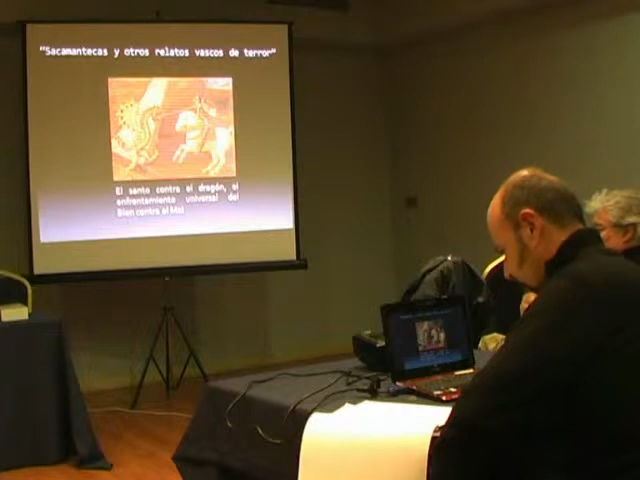 "Sacamantecas y otros relatos vascos de terror"
El santo contra el dragón, el
enfrentamiento universal del
Bien contra el Mal